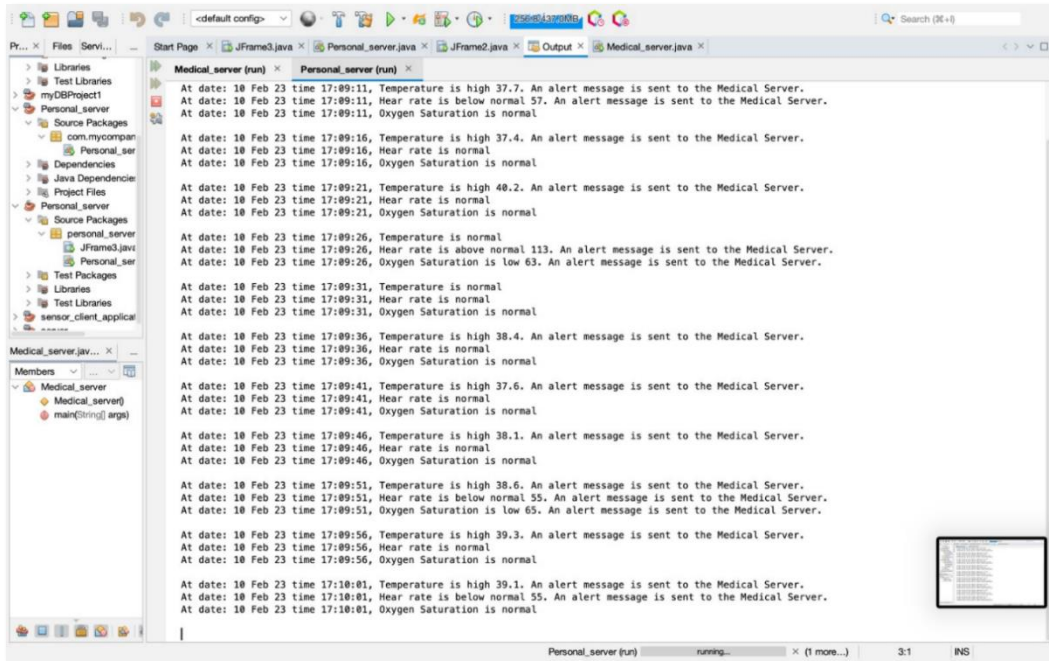 <default config>
256.8/437.0MB
Search (⌘+I)
Pr... × Files Servi...
Start Page × JFrame3.java × Personal_server.java × JFrame2.java × Output × Medical_server.java ×
Libraries
Test Libraries
myDBProject1
Personal_server
Source Packages
com.mycompan
Personal_ser
Dependencies
Java Dependencie
Project Files
Personal_server
Source Packages
personal_server
JFrame3.java
Personal_ser
Test Packages
Libraries
Test Libraries
sensor_client_applicat
Medical_server.jav... ×
Members
Medical_server
Medical_server()
main(String[] args)
Medical_server (run) × Personal_server (run) ×
At date: 10 Feb 23 time 17:09:11, Temperature is high 37.7. An alert message is sent to the Medical Server.
At date: 10 Feb 23 time 17:09:11, Hear rate is below normal 57. An alert message is sent to the Medical Server.
At date: 10 Feb 23 time 17:09:11, Oxygen Saturation is normal
At date: 10 Feb 23 time 17:09:16, Temperature is high 37.4. An alert message is sent to the Medical Server.
At date: 10 Feb 23 time 17:09:16, Hear rate is normal
At date: 10 Feb 23 time 17:09:16, Oxygen Saturation is normal
At date: 10 Feb 23 time 17:09:21, Temperature is high 40.2. An alert message is sent to the Medical Server.
At date: 10 Feb 23 time 17:09:21, Hear rate is normal
At date: 10 Feb 23 time 17:09:21, Oxygen Saturation is normal
At date: 10 Feb 23 time 17:09:26, Temperature is normal
At date: 10 Feb 23 time 17:09:26, Hear rate is above normal 113. An alert message is sent to the Medical Server.
At date: 10 Feb 23 time 17:09:26, Oxygen Saturation is low 63. An alert message is sent to the Medical Server.
At date: 10 Feb 23 time 17:09:31, Temperature is normal
At date: 10 Feb 23 time 17:09:31, Hear rate is normal
At date: 10 Feb 23 time 17:09:31, Oxygen Saturation is normal
At date: 10 Feb 23 time 17:09:36, Temperature is high 38.4. An alert message is sent to the Medical Server.
At date: 10 Feb 23 time 17:09:36, Hear rate is normal
At date: 10 Feb 23 time 17:09:36, Oxygen Saturation is normal
At date: 10 Feb 23 time 17:09:41, Temperature is high 37.6. An alert message is sent to the Medical Server.
At date: 10 Feb 23 time 17:09:41, Hear rate is normal
At date: 10 Feb 23 time 17:09:41, Oxygen Saturation is normal
At date: 10 Feb 23 time 17:09:46, Temperature is high 38.1. An alert message is sent to the Medical Server.
At date: 10 Feb 23 time 17:09:46, Hear rate is normal
At date: 10 Feb 23 time 17:09:46, Oxygen Saturation is normal
At date: 10 Feb 23 time 17:09:51, Temperature is high 38.6. An alert message is sent to the Medical Server.
At date: 10 Feb 23 time 17:09:51, Hear rate is below normal 55. An alert message is sent to the Medical Server.
At date: 10 Feb 23 time 17:09:51, Oxygen Saturation is low 65. An alert message is sent to the Medical Server.
At date: 10 Feb 23 time 17:09:56, Temperature is high 39.3. An alert message is sent to the Medical Server.
At date: 10 Feb 23 time 17:09:56, Hear rate is normal
At date: 10 Feb 23 time 17:09:56, Oxygen Saturation is normal
At date: 10 Feb 23 time 17:10:01, Temperature is high 39.1. An alert message is sent to the Medical Server.
At date: 10 Feb 23 time 17:10:01, Hear rate is below normal 55. An alert message is sent to the Medical Server.
At date: 10 Feb 23 time 17:10:01, Oxygen Saturation is normal
Personal_server (run) running... × (1 more...) 3:1 INS